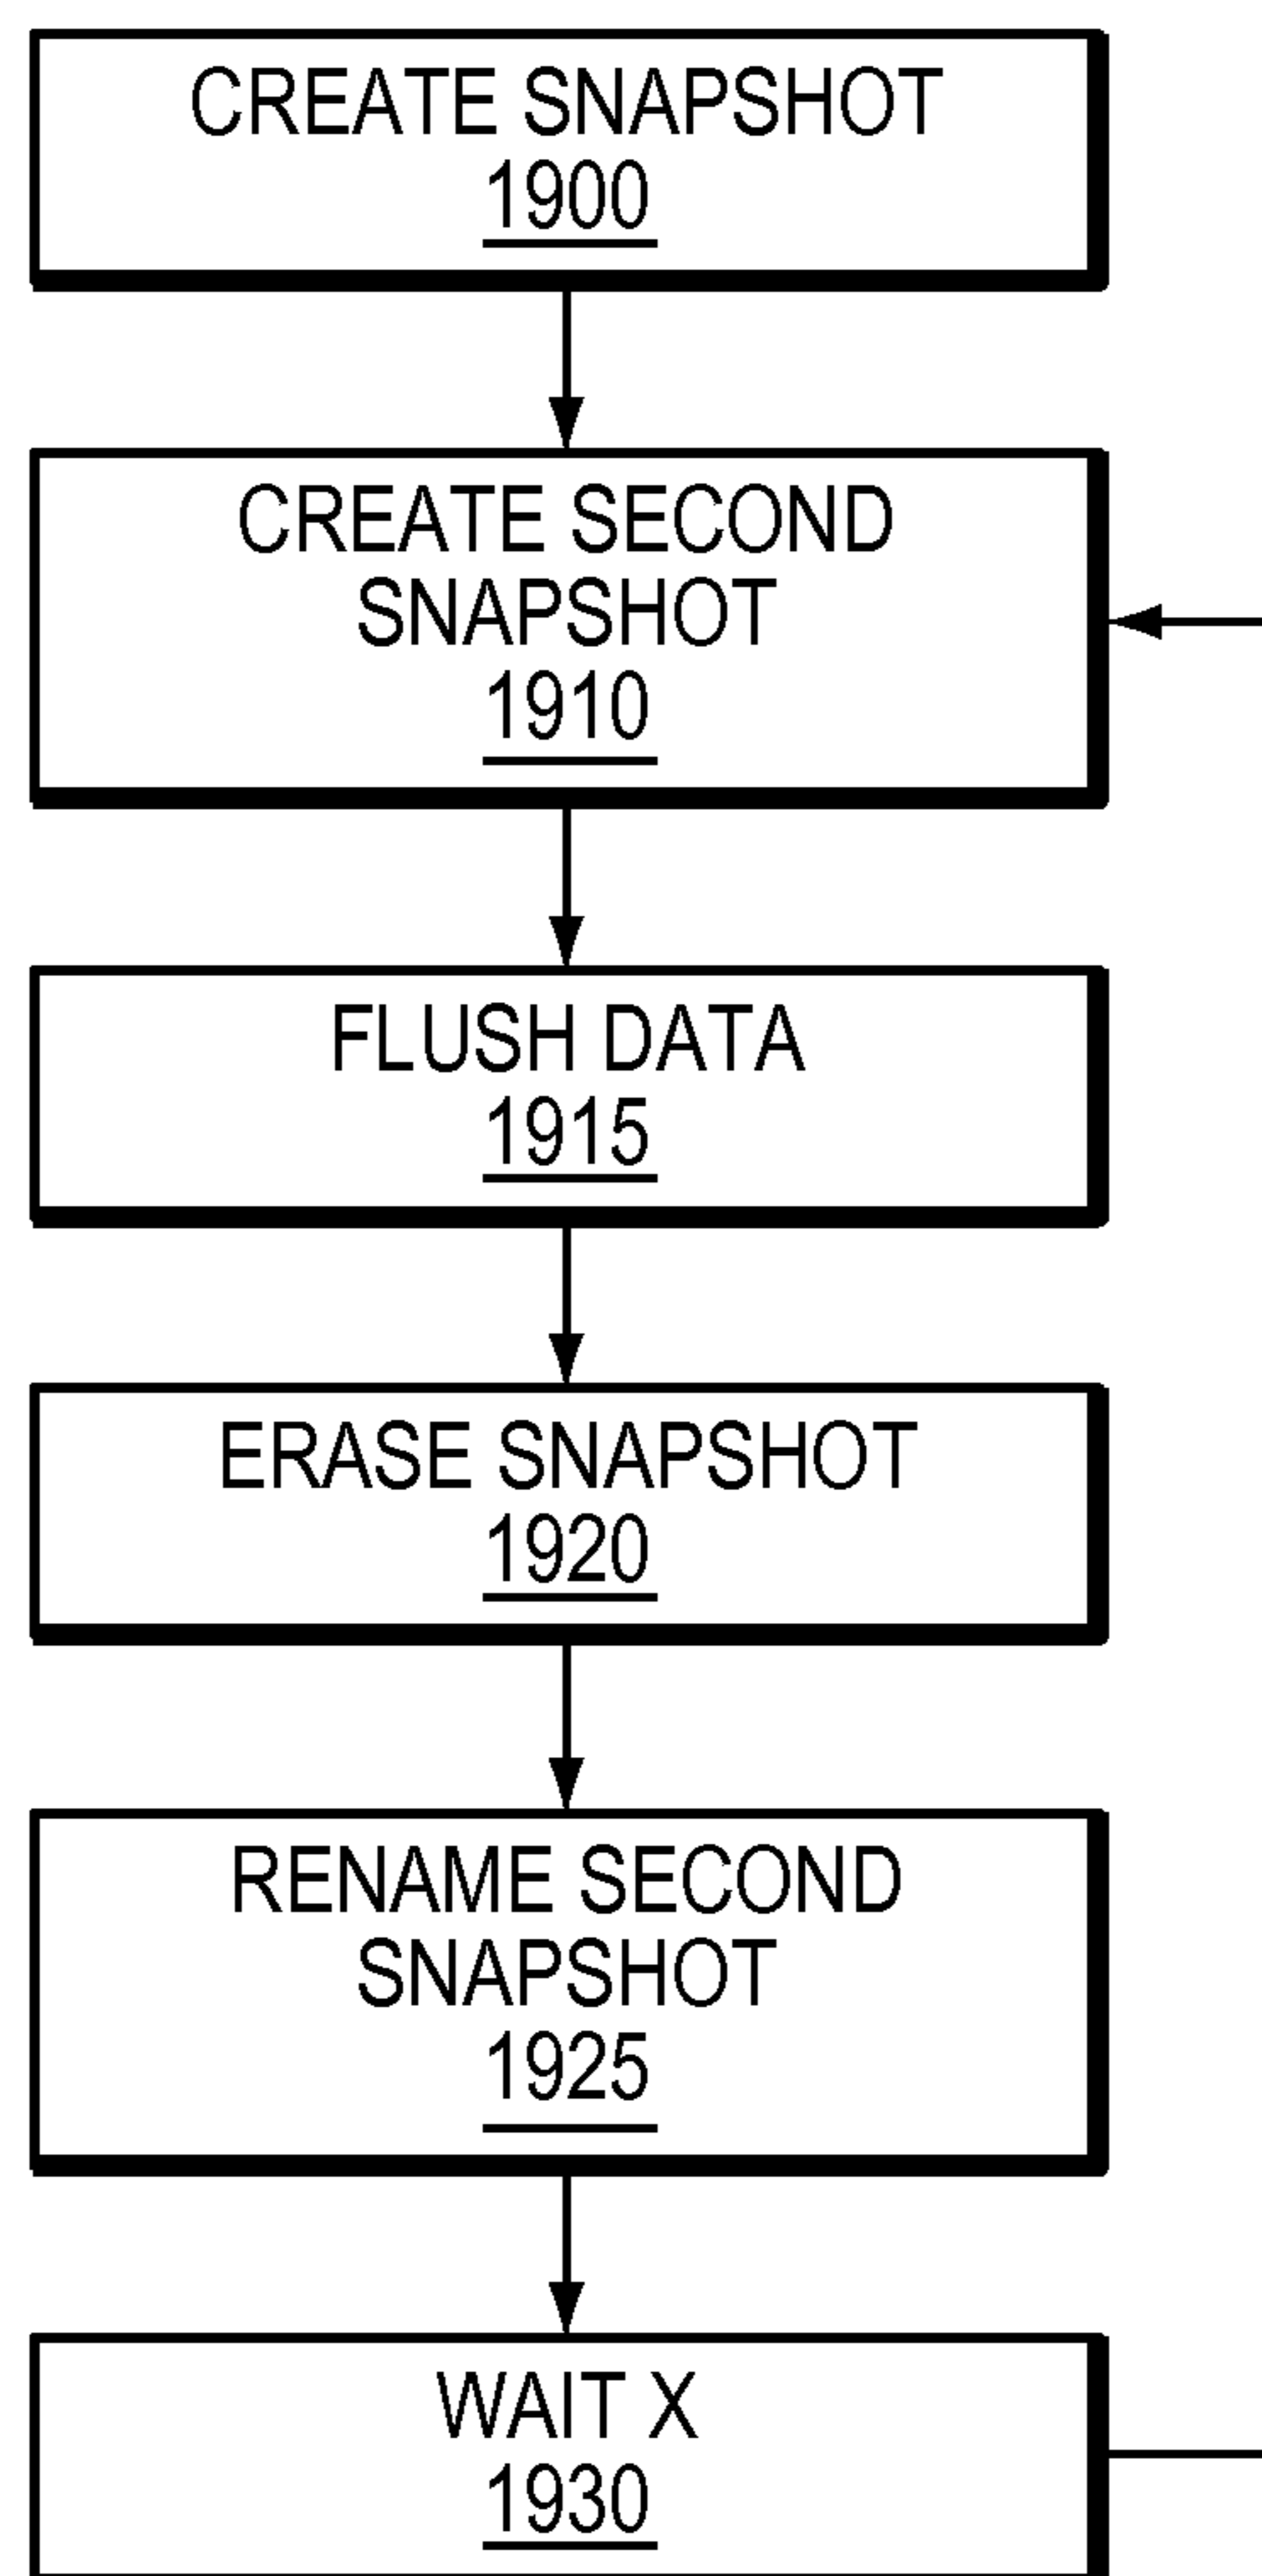 CREATE SNAPSHOT
1900
CREATE SECOND
SNAPSHOT
1910
FLUSH DATA
1915
ERASE SNAPSHOT
1920
RENAME SECOND
SNAPSHOT
1925
WAIT X
1930